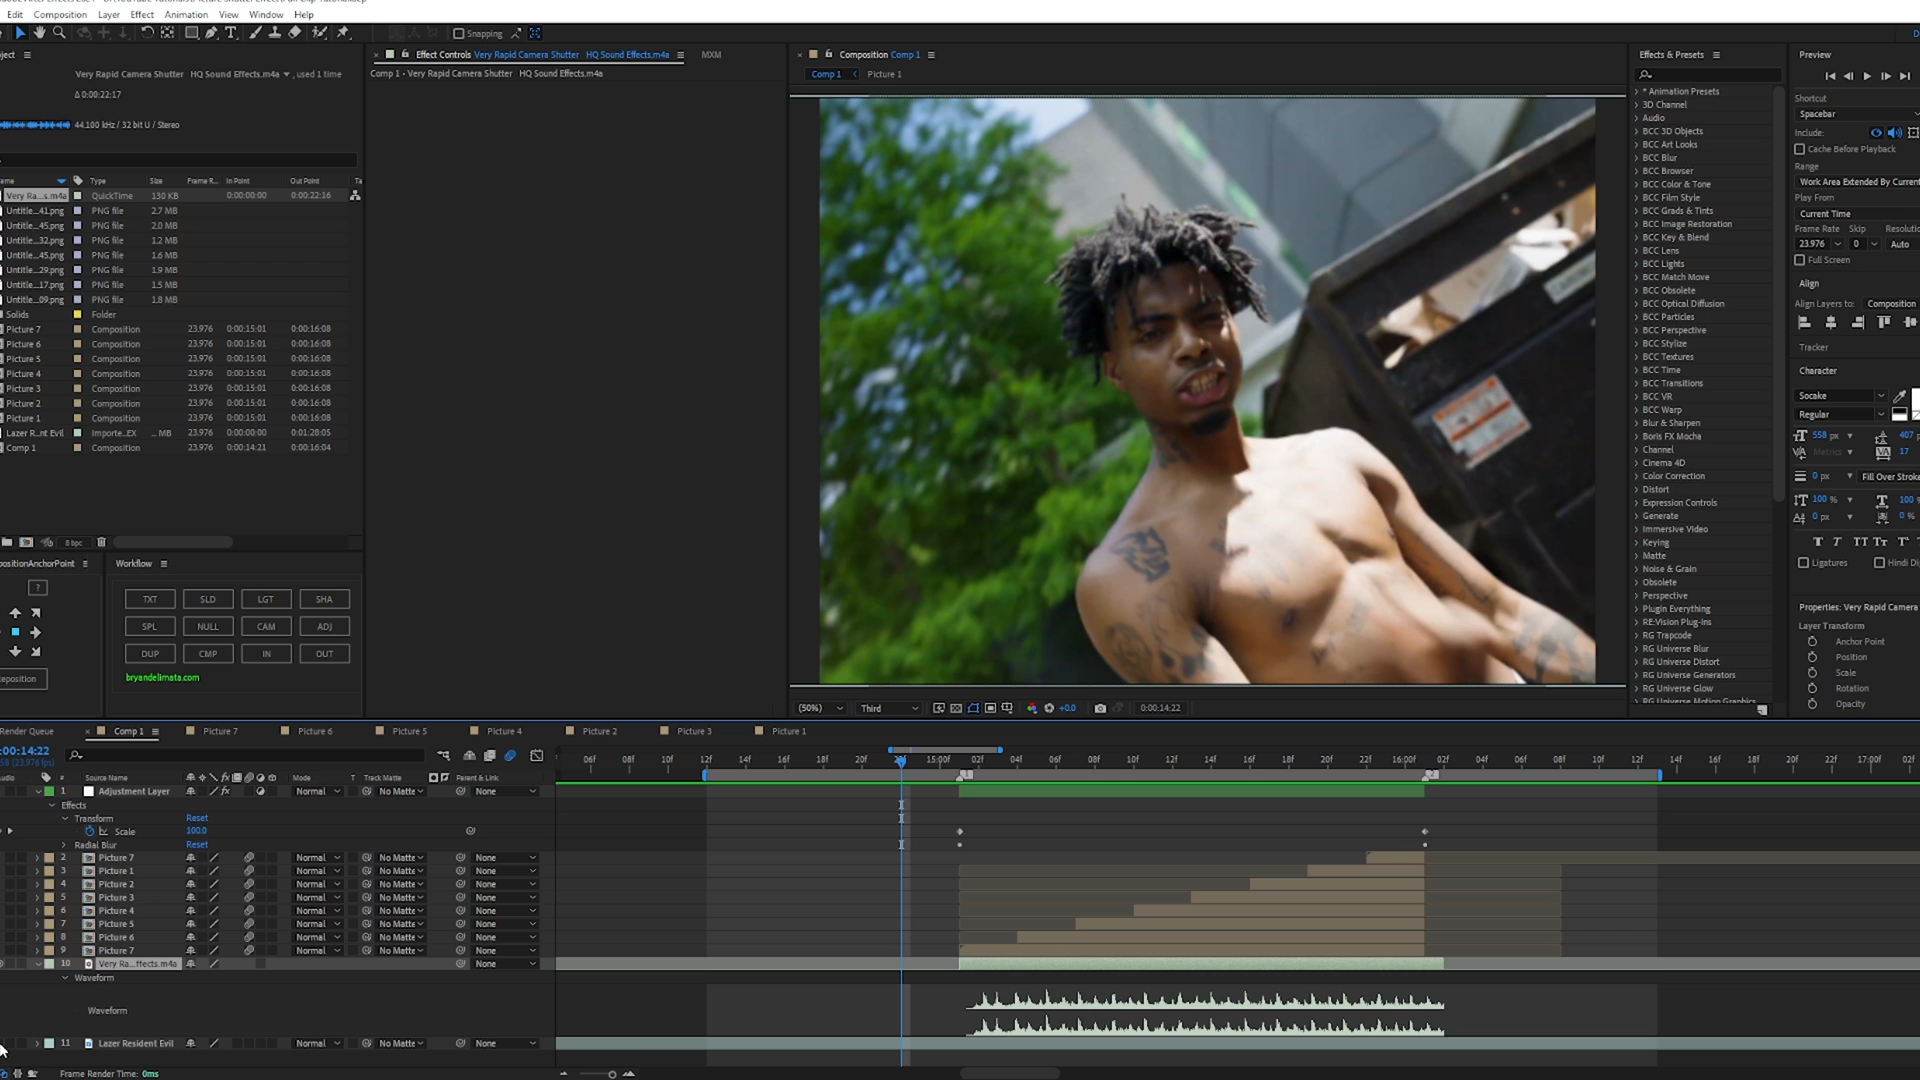 Edit Composition Layer Effect Animation View Window Help
Snapping
Effect Controls Very Rapid Camera Shutter HQ Sound Effects.m4a MXM
Comp 1 • Very Rapid Camera Shutter HQ Sound Effects.m4a
Very Rapid Camera Shutter HQ Sound Effects.m4a , used 1 time
Δ 0:00:22:17
44.100 kHz / 32 bit U / Stereo
Type Size Frame R... In Point Out Point
Very Ra...s.m4a QuickTime 130 KB 0:00:00:00 0:00:22:16
Untitle...41.png PNG file 2.7 MB
Untitle...45.png PNG file 2.0 MB
Untitle...32.png PNG file 1.2 MB
Untitle...45.png PNG file 1.6 MB
Untitle...29.png PNG file 1.9 MB
Untitle...17.png PNG file 1.5 MB
Untitle...09.png PNG file 1.8 MB
Solids Folder
Picture 7 Composition 23.976 0:00:15:01 0:00:16:08
Picture 6 Composition 23.976 0:00:15:01 0:00:16:08
Picture 5 Composition 23.976 0:00:15:01 0:00:16:08
Picture 4 Composition 23.976 0:00:15:01 0:00:16:08
Picture 3 Composition 23.976 0:00:15:01 0:00:16:08
Picture 2 Composition 23.976 0:00:15:01 0:00:16:08
Picture 1 Composition 23.976 0:00:15:01 0:00:16:08
Lazer R...nt Evil Importe...EX ... MB 23.976 0:00:00:00 0:01:28:05
Comp 1 Composition 23.976 0:00:14:21 0:00:16:04
8 bpc
Workflow
TXT SLD LGT SHA
SPL NULL CAM ADJ
DUP CMP IN OUT
bryandelimata.com
Composition Comp 1
Comp 1 Picture 1
(50%) Third +0.0 0:00:14:22
Effects & Presets
* Animation Presets
3D Channel
Audio
BCC 3D Objects
BCC Art Looks
BCC Blur
BCC Browser
BCC Color & Tone
BCC Film Style
BCC Grads & Tints
BCC Image Restoration
BCC Key & Blend
BCC Lens
BCC Lights
BCC Match Move
BCC Obsolete
BCC Optical Diffusion
BCC Particles
BCC Perspective
BCC Stylize
BCC Textures
BCC Time
BCC Transitions
BCC VR
BCC Warp
Blur & Sharpen
Boris FX Mocha
Channel
Cinema 4D
Color Correction
Distort
Expression Controls
Generate
Immersive Video
Keying
Matte
Noise & Grain
Obsolete
Perspective
Plugin Everything
RE:Vision Plug-ins
RG Trapcode
RG Universe Blur
RG Universe Distort
RG Universe Generators
RG Universe Glow
RG Universe Motion Graphics
Preview
Shortcut
Spacebar
Include:
Cache Before Playback
Range
Work Area Extended By Current
Play From
Current Time
Frame Rate Skip
23.976 0 Auto
Full Screen
Align
Align Layers to: Composition
Tracker
Character
Socake
Regular
558 px 407
Metrics 17
0 px Fill Over Stroke
100 % 100
0 px 0 %
Ligatures
Properties: Very Rapid Camera
Layer Transform
Anchor Point
Position
Scale
Rotation
Opacity
Render Queue Comp 1 Picture 7 Picture 6 Picture 5 Picture 4 Picture 2 Picture 3 Picture 1
:00:14:22
06f 08f 10f 12f 14f 16f 18f 20f 15:00f 02f 04f 06f 08f 10f 12f 14f 16f 18f 20f 22f 16:00f 02f 04f 06f 08f 10f 12f 14f 16f 18f 20f 22f 17:00f 02f
# Source Name Mode T Track Matte Parent & Link
1 Adjustment Layer Normal No Matte None
Effects
Transform Reset
Scale 100.0
Radial Blur Reset
2 Picture 7 Normal No Matte None
3 Picture 1 Normal No Matte None
4 Picture 2 Normal No Matte None
5 Picture 3 Normal No Matte None
6 Picture 4 Normal No Matte None
7 Picture 5 Normal No Matte None
8 Picture 6 Normal No Matte None
9 Picture 7 Normal No Matte None
10 Very Ra...ffects.m4a None
Waveform
Waveform
11 Lazer Resident Evil Normal No Matte None
Frame Render Time: 0ms